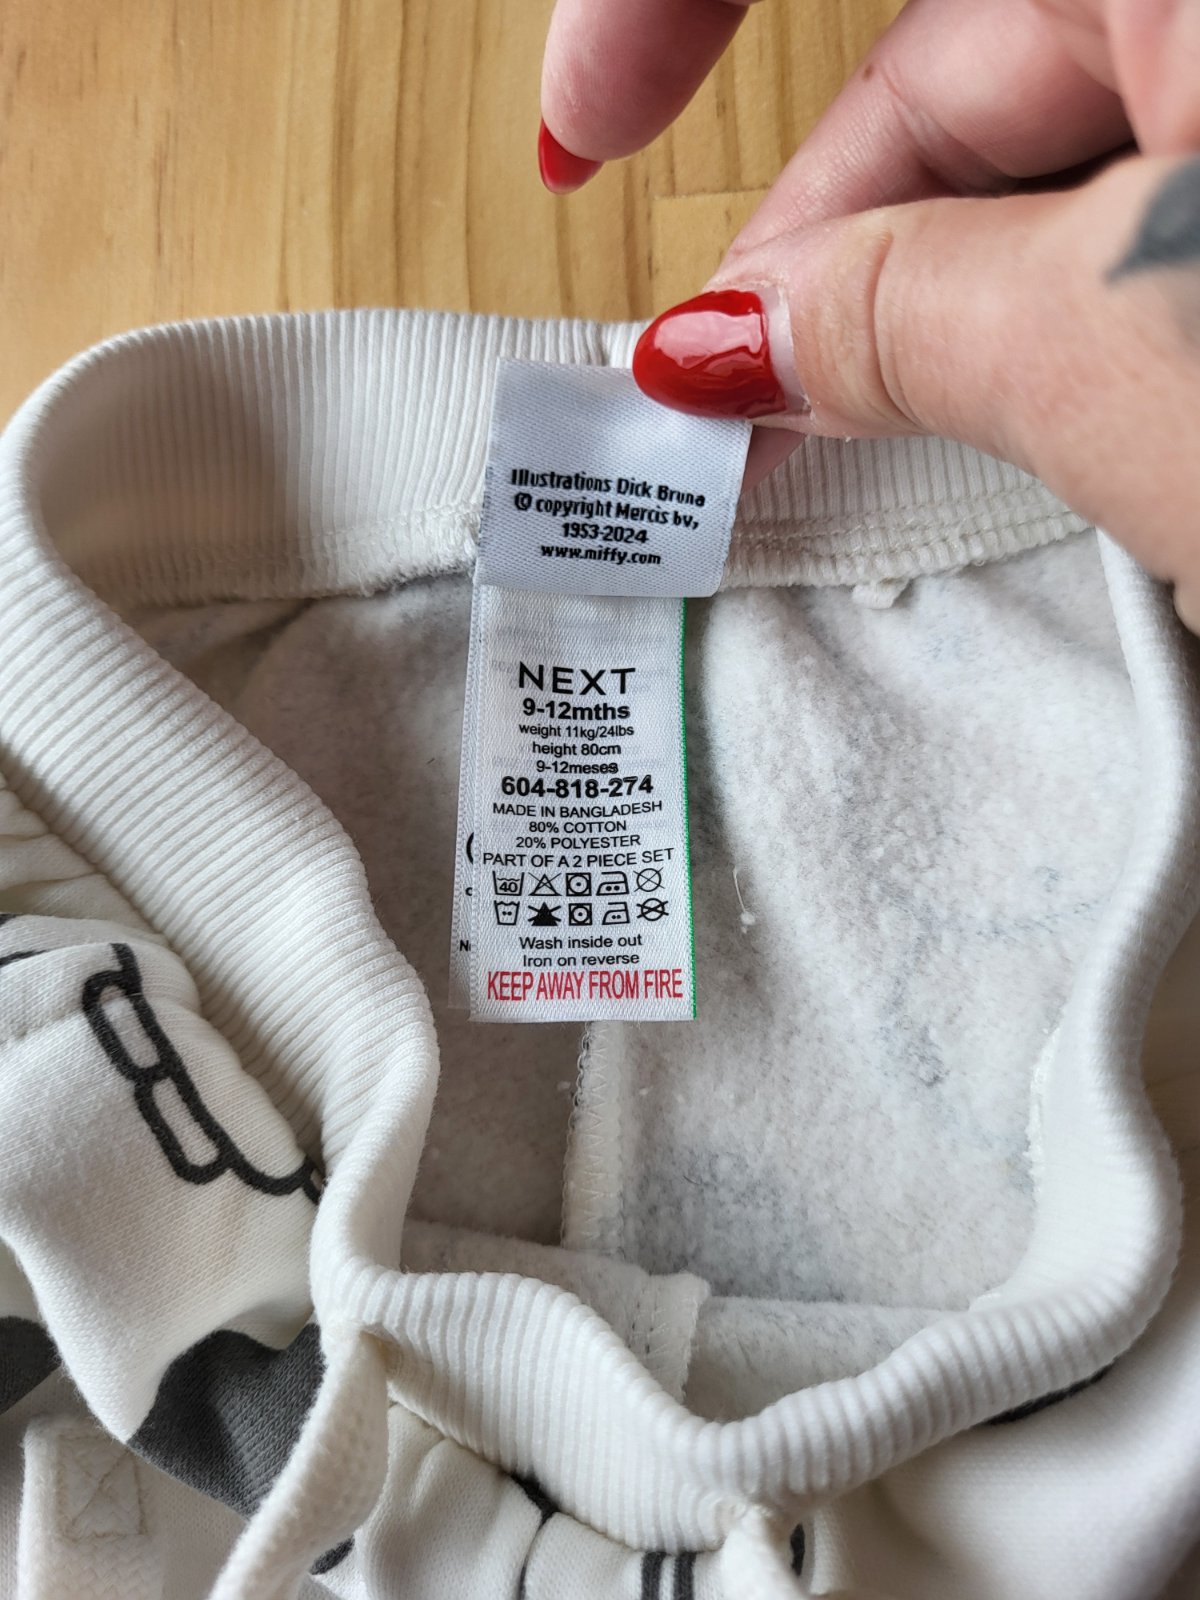 Illustrations Dick Bruna
© copyright Mercis bv,
1953-2024
www.miffy.com
NEXT
9-12mths
weight 11kg/24lbs
height 80cm
9-12meses
604-818-274
MADE IN BANGLADESH
80% COTTON
20% POLYESTER
PART OF A 2 PIECE SET
40
Wash inside out
Iron on reverse
KEEP AWAY FROM FIRE